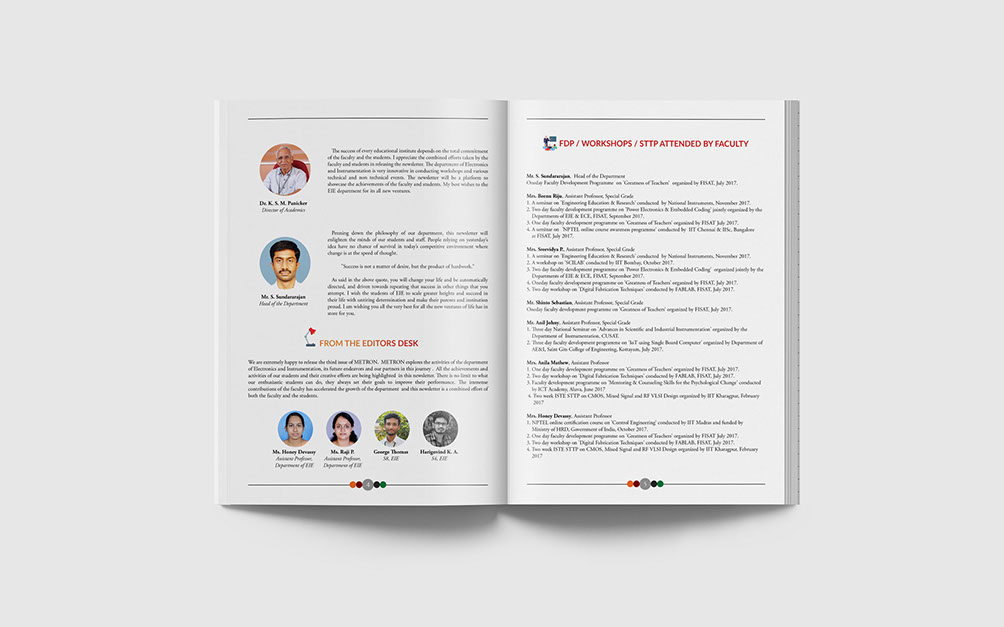 The success of every educational institute depends on the total commitment
of the faculty and the students. I appreciate the combined efforts taken by the
faculty and students in releasing the newsletter. The department of Electronics
and Instrumentation is very innovative in conducting workshops and various
technical and non technical events. The newsletter will be a platform to
showcase the achievements of the faculty and students. My best wishes to the
EIE department for its all new ventures.
Dr. K. S. M. Panicker
Director of Academics
Penning down the philosophy of our department, this newsletter will
enlighten the minds of our students and staff. People relying on yesterday's
idea have no chance of survival in today's competitive environment where
change is at the speed of thought.
"Success is not a matter of desire, but the product of hardwork."
As said in the above quote, you will change your life and be automatically
directed, and driven towards repeating that success in other things that you
attempt. I wish the students of EIE to scale greater heights and succeed in
their life with untiring determination and make their parents and institution
proud. I am wishing you all the very best for all the new ventures of life has in
store for you.
Mr. S. Sundararajan
Head of the Department
FROM THE EDITORS DESK
We are extremely happy to release the third issue of METRON. METRON explores the activities of the department
of Electronics and Instrumentation, its future endeavors and our partners in this journey . All the achievements and
activities of our students and their creative efforts are being highlighted in this newsletter. There is no limit to what
our enthusiastic students can do, they always set their goals to improve their performance. The immense
contributions of the faculty has accelerated the growth of the department and this newsletter is a combined effort of
both the faculty and the students.
Ms. Honey Devassy
Assistant Professor,
Department of EIE
Ms. Raji P.
Assistant Professor,
Department of EIE
George Thomas
S8, EIE
Harigovind K. A.
S4, EIE
4
FDP / WORKSHOPS / STTP ATTENDED BY FACULTY
Mr. S. Sundararajan, Head of the Department
Oneday Faculty Development Programme on 'Greatness of Teachers' organized by FISAT, July 2017.
Mrs. Beena Riju, Assistant Professor, Special Grade
1. A seminar on 'Engineering Education & Research' conducted by National Instruments, November 2017.
2. Two day faculty development programme on 'Power Electronics & Embedded Coding' jointly organized by the
Departments of EIE & ECE, FISAT, September 2017.
3. One day faculty development programme on 'Greatness of Teachers' organized by FISAT, July 2017.
4. A seminar on 'NPTEL online course awareness programme' conducted by IIT Chennai & IISc, Bangalore
at FISAT, July 2017.
Mrs. Sreevidya P., Assistant Professor, Special Grade
1. A seminar on 'Engineering Education & Research' conducted by National Instruments, November 2017.
2. A workshop on 'SCILAB' conducted by IIT Bombay, October 2017.
3. Two day faculty development programme on 'Power Electronics & Embedded Coding' organized jointly by the
Departments of EIE & ECE, FISAT, September 2017.
4. Oneday faculty development programme on 'Greatness of Teachers' organized by FISAT, July 2017.
5. Two day workshop on 'Digital Fabrication Techniques' conducted by FABLAB, FISAT, July 2017.
Mr. Shinto Sebastian, Assistant Professor, Special Grade
Oneday faculty development programme on 'Greatness of Teachers' organized by FISAT, July 2017.
Mr. Anil Johny, Assistant Professor, Special Grade
1. Three day National Seminar on 'Advances in Scientific and Industrial Instrumentation' organized by the
Department of Instrumentation, CUSAT.
2. Three day faculty development programme on 'IoT using Single Board Computer' organized by Department of
AE&I, Saint Gits College of Engineering, Kottayam, July 2017.
Mrs. Anila Mathew, Assistant Professor
1. One day faculty development programme on 'Greatness of Teachers' organized by FISAT, July 2017.
2. Two day workshop on 'Digital Fabrication Techniques' conducted by FABLAB, FISAT, July 2017.
3. Faculty development programme on 'Mentoring & Counseling Skills for the Psychological Change' conducted
by ICT Academy, Aluva, June 2017
4. Two week ISTE STTP on CMOS, Mixed Signal and RF VLSI Design organized by IIT Kharagpur, February
2017
Mrs. Honey Devassy, Assistant Professor
1. NPTEL online certification course on 'Control Engineering' conducted by IIT Madras and funded by
Ministry of HRD, Government of India, October 2017.
2. One day faculty development programme on 'Greatness of Teachers' organized by FISAT July 2017.
3. Two day workshop on 'Digital Fabrication Techniques' conducted by FABLAB, FISAT, July 2017.
4. Two week ISTE STTP on CMOS, Mixed Signal and RF VLSI Design organized by IIT Kharagpur, February
2017
5